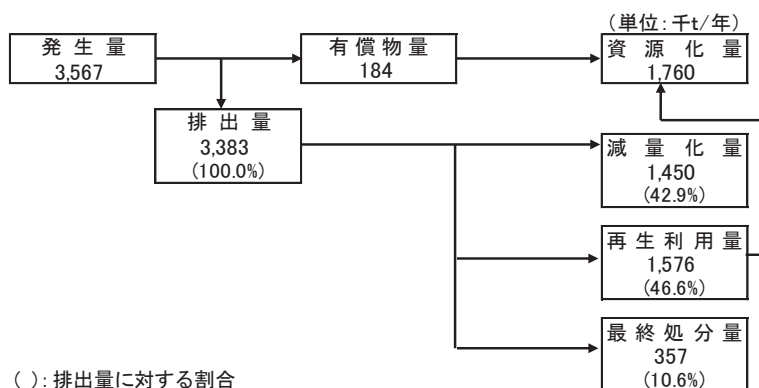 (単位：千t/年)
発生量
3,567
有償物量
184
資源化量
1,760
排出量
3,383
(100.0%)
減量化量
1,450
(42.9%)
再生利用量
1,576
(46.6%)
最終処分量
357
(10.6%)
( )：排出量に対する割合